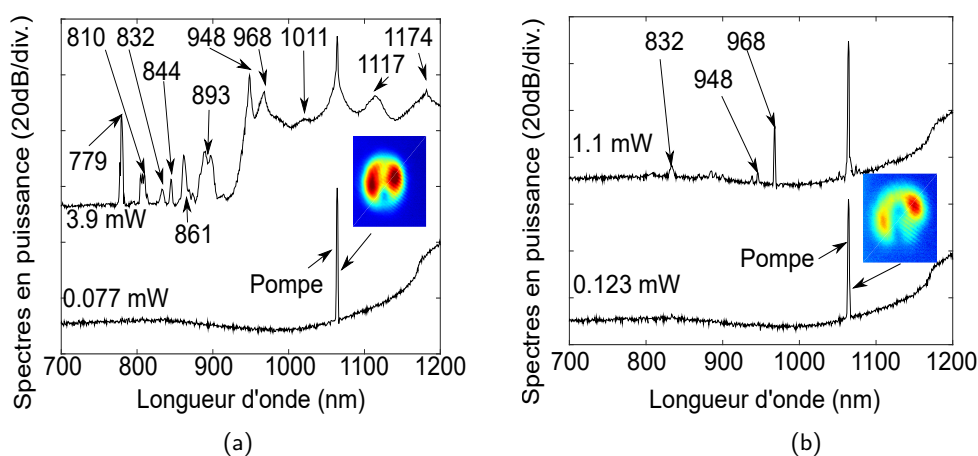 810 832 948 968 1011 1174
844
1117
893
779
3.9 mW
861
Pompe
0.077 mW
700 800 900 1000 1100 1200
Longueur d'onde (nm)
Spectres en puissance (20dB/div.)
(a)
832 968
948
1.1 mW
Pompe
0.123 mW
700 800 900 1000 1100 1200
Longueur d'onde (nm)
Spectres en puissance (20dB/div.)
(b)